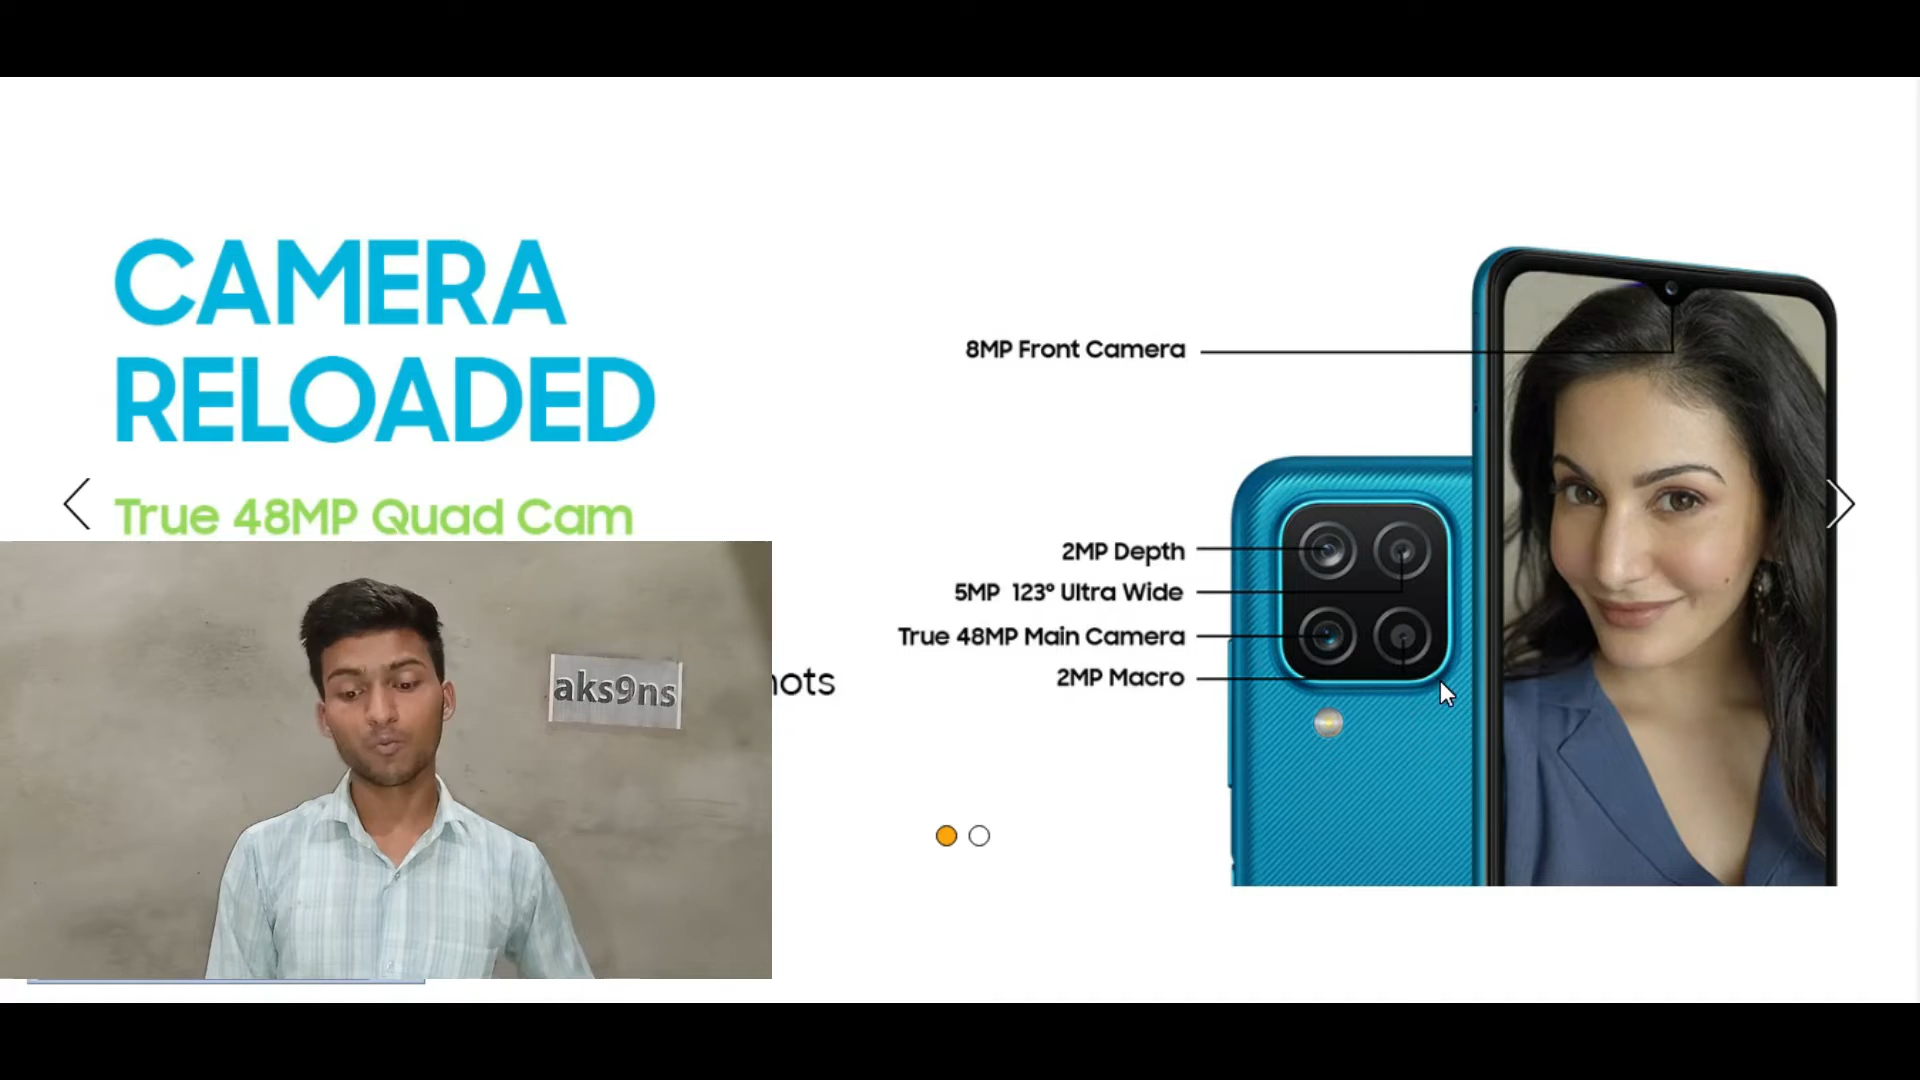 CAMERA
RELOADED
True 48MP Quad Cam
8MP Front Camera
2MP Depth
5MP 123° Ultra Wide
True 48MP Main Camera
2MP Macro
aks9ns